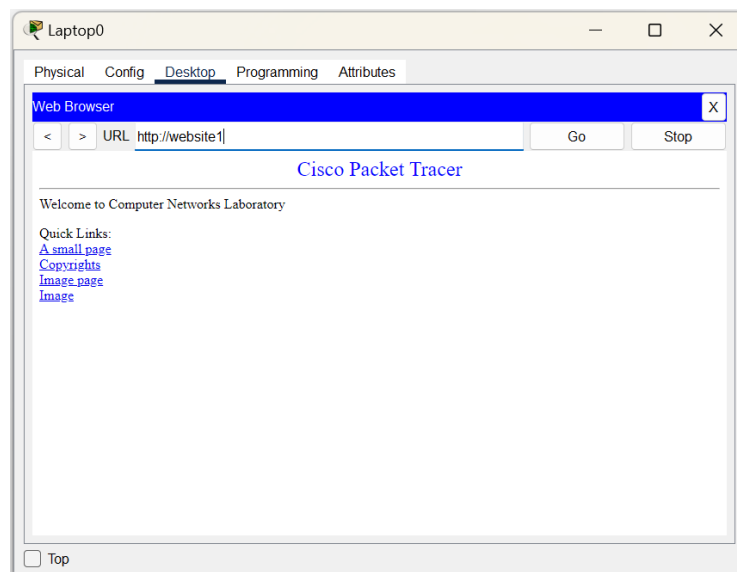 Laptop0
Physical Config Desktop Programming Attributes
Web Browser X
< > URL http://website1 Go Stop
Cisco Packet Tracer
Welcome to Computer Networks Laboratory
Quick Links:
A small page
Copyrights
Image page
Image
Top